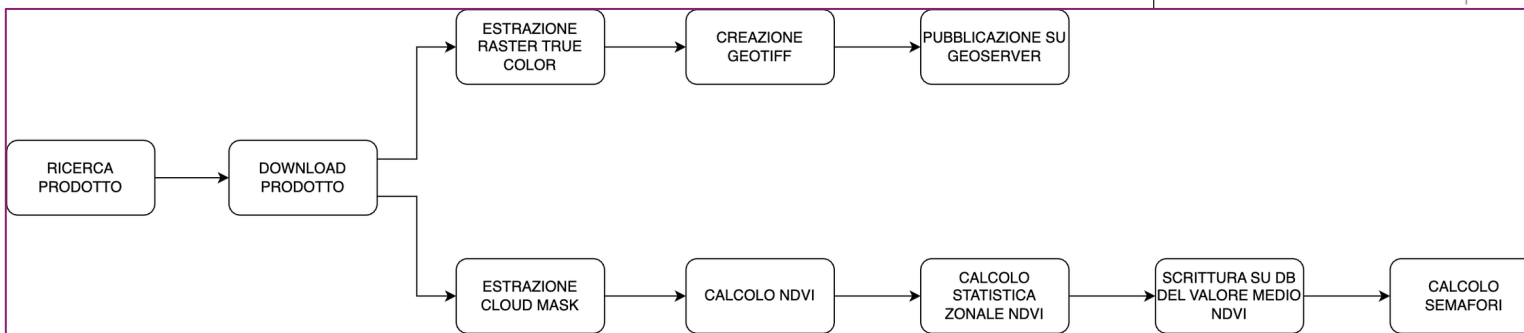 ESTRAZIONE
RASTER TRUE
COLOR
CREAZIONE
GEOTIFF
PUBBLICAZIONE SU
GEOSERVER
RICERCA
PRODOTTO
DOWNLOAD
PRODOTTO
ESTRAZIONE
CLOUD MASK
CALCOLO NDVI
CALCOLO
STATISTICA
ZONALE NDVI
SCRITTURA SU DB
DEL VALORE MEDIO
NDVI
CALCOLO
SEMAFORI